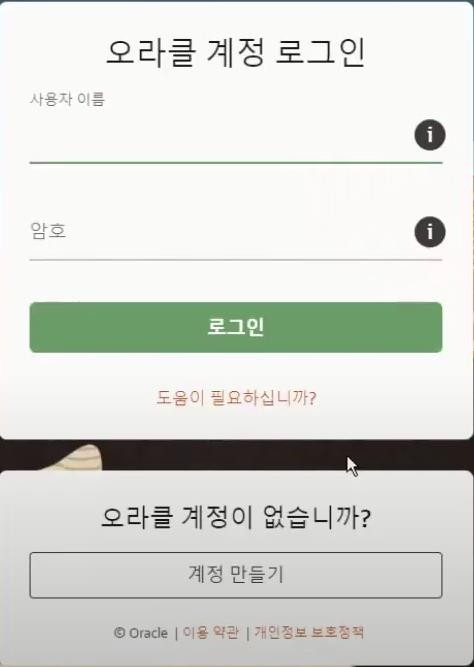 오라클 계정 로그인
사용자 이름
i
암호
i
로그인
도움이 필요하십니까?
오라클 계정이 없습니까?
계정 만들기
© Oracle | 이용 약관 | 개인정보 보호정책